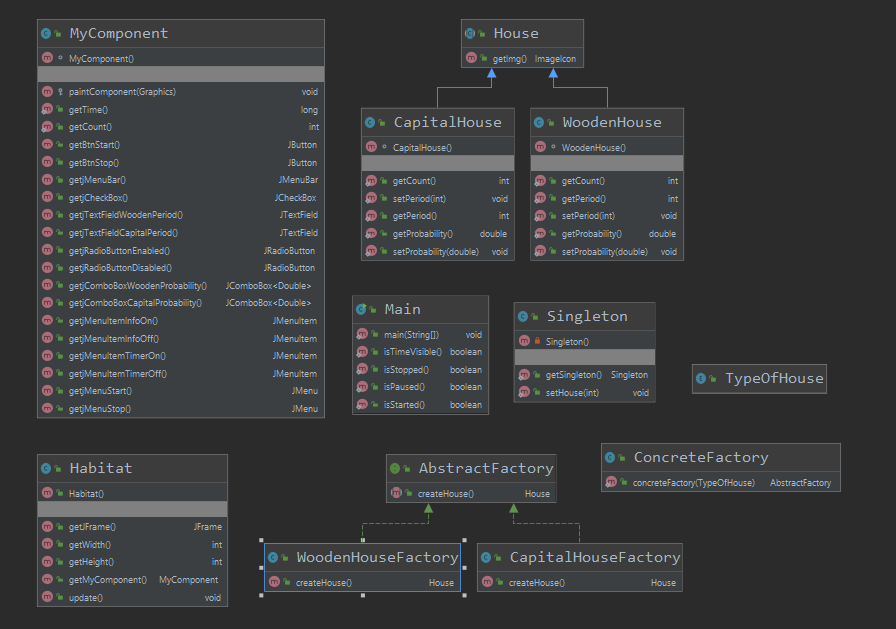 MyComponent
MyComponent()
paintComponent(Graphics) void
getTime() long
getCount() int
getBtnStart() JButton
getBtnStop() JButton
getjMenuBar() JMenuBar
getjCheckBox() JCheckBox
getjTextFieldWoodenPeriod() JTextField
getjTextFieldCapitalPeriod() JTextField
getjRadioButtonEnabled() JRadioButton
getjRadioButtonDisabled() JRadioButton
getjComboBoxWoodenProbability() JComboBox<Double>
getjComboBoxCapitalProbability() JComboBox<Double>
getjMenuItemInfoOn() JMenuItem
getjMenuItemInfoOff() JMenuItem
getjMenuItemTimerOn() JMenuItem
getjMenuItemTimerOff() JMenuItem
getjMenuStart() JMenu
getjMenuStop() JMenu
House
getImg() ImageIcon
CapitalHouse
CapitalHouse()
getCount() int
setPeriod(int) void
getPeriod() int
getProbability() double
setProbability(double) void
WoodenHouse
WoodenHouse()
getCount() int
getPeriod() int
setPeriod(int) void
getProbability() double
setProbability(double) void
Main
main(String[]) void
isTimeVisible() boolean
isStopped() boolean
isPaused() boolean
isStarted() boolean
Singleton
Singleton()
getSingleton() Singleton
setHouse(int) void
TypeOfHouse
Habitat
Habitat()
getJFrame() JFrame
getWidth() int
getHeight() int
getMyComponent() MyComponent
update() void
AbstractFactory
createHouse() House
ConcreteFactory
concreteFactory(TypeOfHouse) AbstractFactory
WoodenHouseFactory
createHouse() House
CapitalHouseFactory
createHouse() House